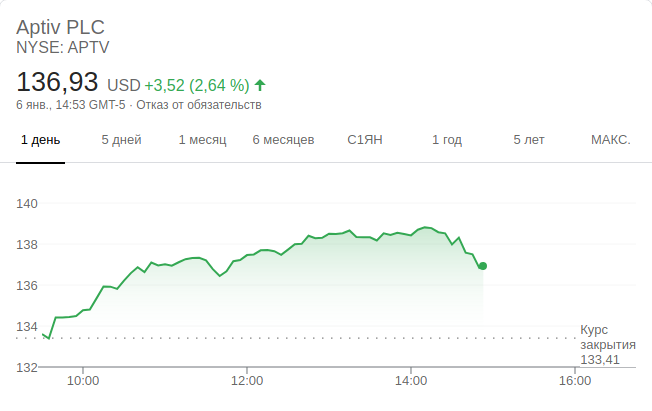 Aptiv PLC
NYSE: APTV
136,93 USD +3,52 (2,64 %)
6 янв., 14:53 GMT-5 · Отказ от обязательств
1 день 5 дней 1 месяц 6 месяцев С1ЯН 1 год 5 лет МАКС.
140
138
136
134
Курс
закрытия
133,41
132
10:00 12:00 14:00 16:00